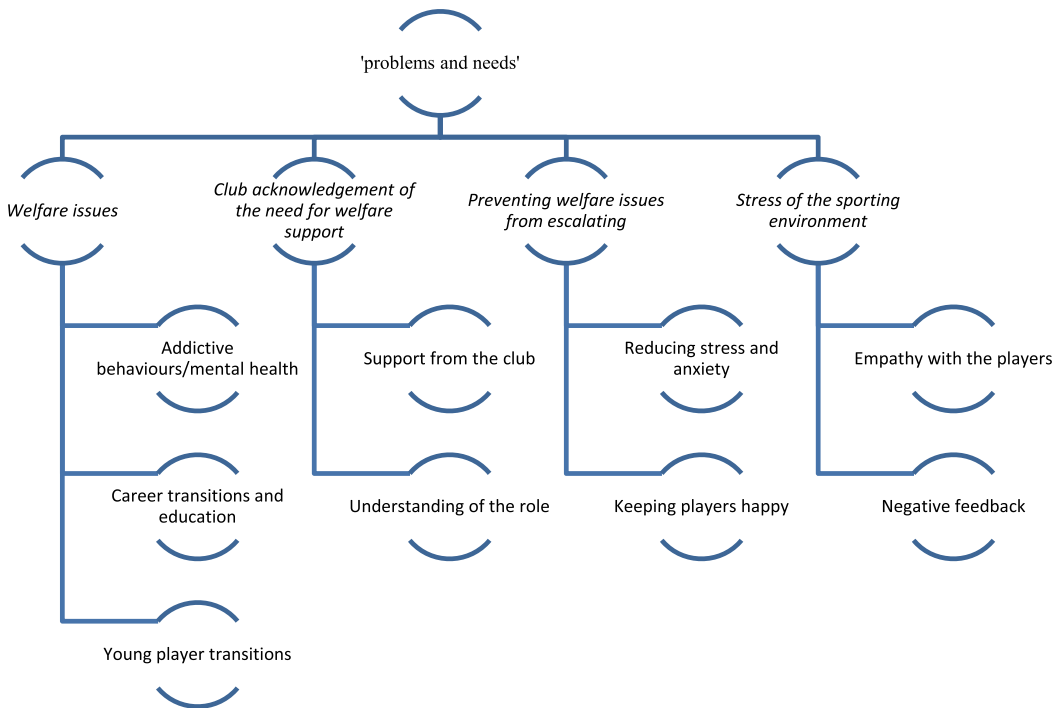 'problems and needs'
Welfare issues
Club acknowledgement of
the need for welfare
support
Preventing welfare issues
from escalating
Stress of the sporting
environment
Addictive
behaviours/mental health
Support from the club
Reducing stress and
anxiety
Empathy with the players
Career transitions and
education
Understanding of the role
Keeping players happy
Negative feedback
Young player transitions